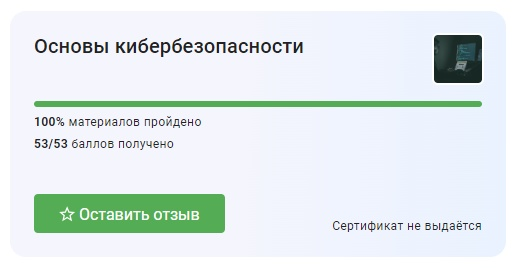 Основы кибербезопасности
100% материалов пройдено
53/53 баллов получено
Оставить отзыв
Сертификат не выдаётся